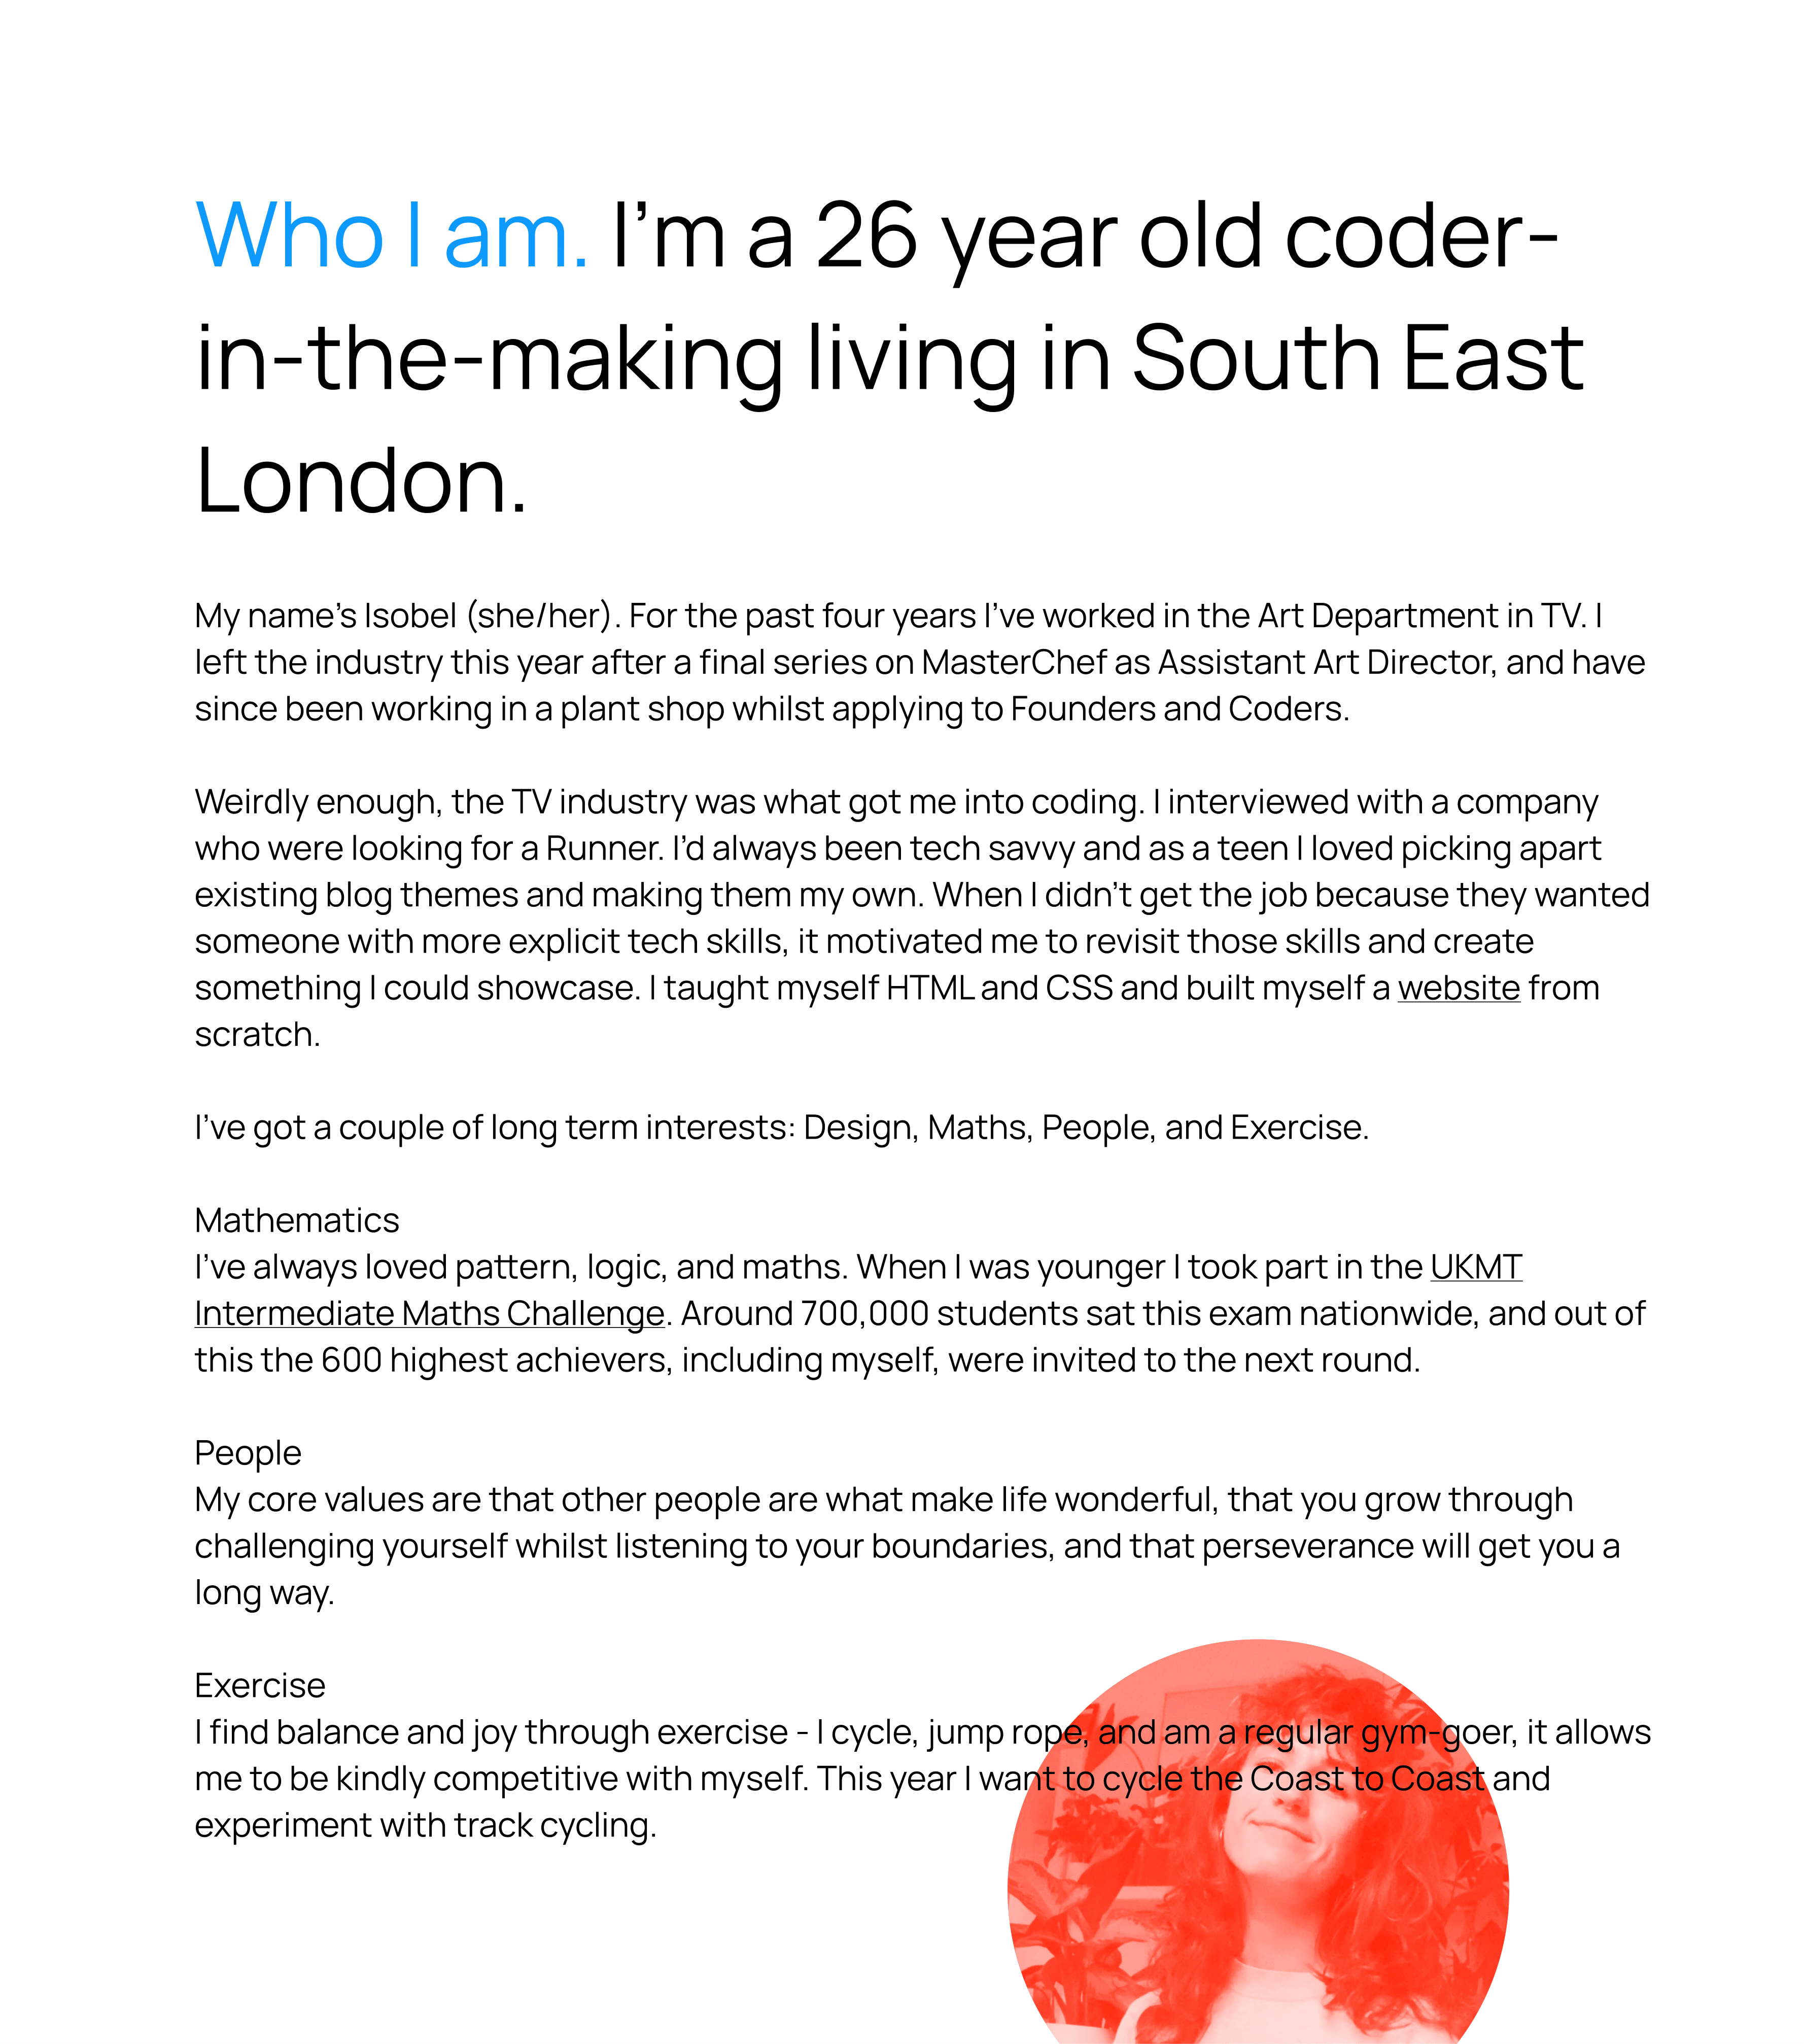 Who I am. I’m a 26 year old coder-
in-the-making living in South East
London.
My name’s Isobel (she/her). For the past four years I’ve worked in the Art Department in TV. I
left the industry this year after a final series on MasterChef as Assistant Art Director, and have
since been working in a plant shop whilst applying to Founders and Coders.
Weirdly enough, the TV industry was what got me into coding. I interviewed with a company
who were looking for a Runner. I’d always been tech savvy and as a teen I loved picking apart
existing blog themes and making them my own. When I didn’t get the job because they wanted
someone with more explicit tech skills, it motivated me to revisit those skills and create
something I could showcase. I taught myself HTML and CSS and built myself a website from
scratch.
I’ve got a couple of long term interests: Design, Maths, People, and Exercise.
Mathematics
I’ve always loved pattern, logic, and maths. When I was younger I took part in the UKMT
Intermediate Maths Challenge. Around 700,000 students sat this exam nationwide, and out of
this the 600 highest achievers, including myself, were invited to the next round.
People
My core values are that other people are what make life wonderful, that you grow through
challenging yourself whilst listening to your boundaries, and that perseverance will get you a
long way.
Exercise
I find balance and joy through exercise - I cycle, jump rope, and am a regular gym-goer, it allows
me to be kindly competitive with myself. This year I want to cycle the Coast to Coast and
experiment with track cycling.